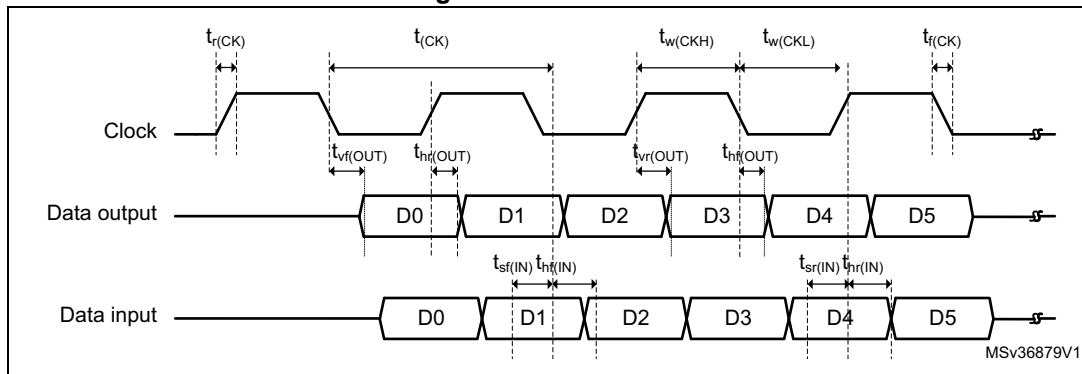 t_r(CK) t_(CK) t_w(CKH) t_w(CKL) t_f(CK)
Clock
t_vf(OUT) t_hr(OUT) t_vr(OUT) t_hf(OUT)
Data output D0 D1 D2 D3 D4 D5
t_sf(IN) t_hf(IN) t_sr(IN) t_hr(IN)
Data input D0 D1 D2 D3 D4 D5
MSv36879V1